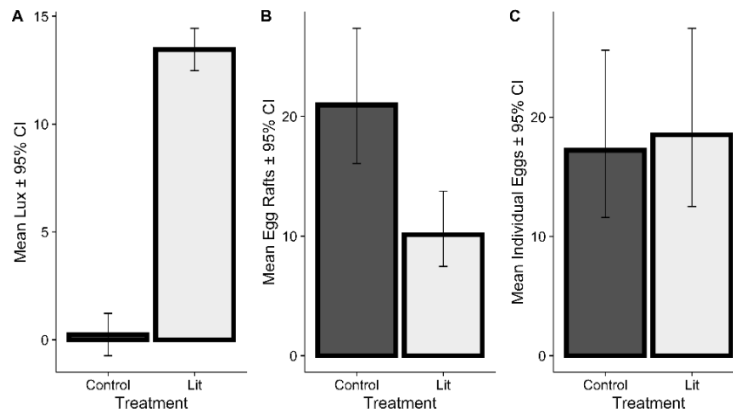 A
Mean Lux ± 95% CI
15
10
5
0
Control
Lit
Treatment
B
Mean Egg Rafts ± 95% CI
20
10
0
Control
Lit
Treatment
C
Mean Individual Eggs ± 95% CI
20
10
0
Control
Lit
Treatment